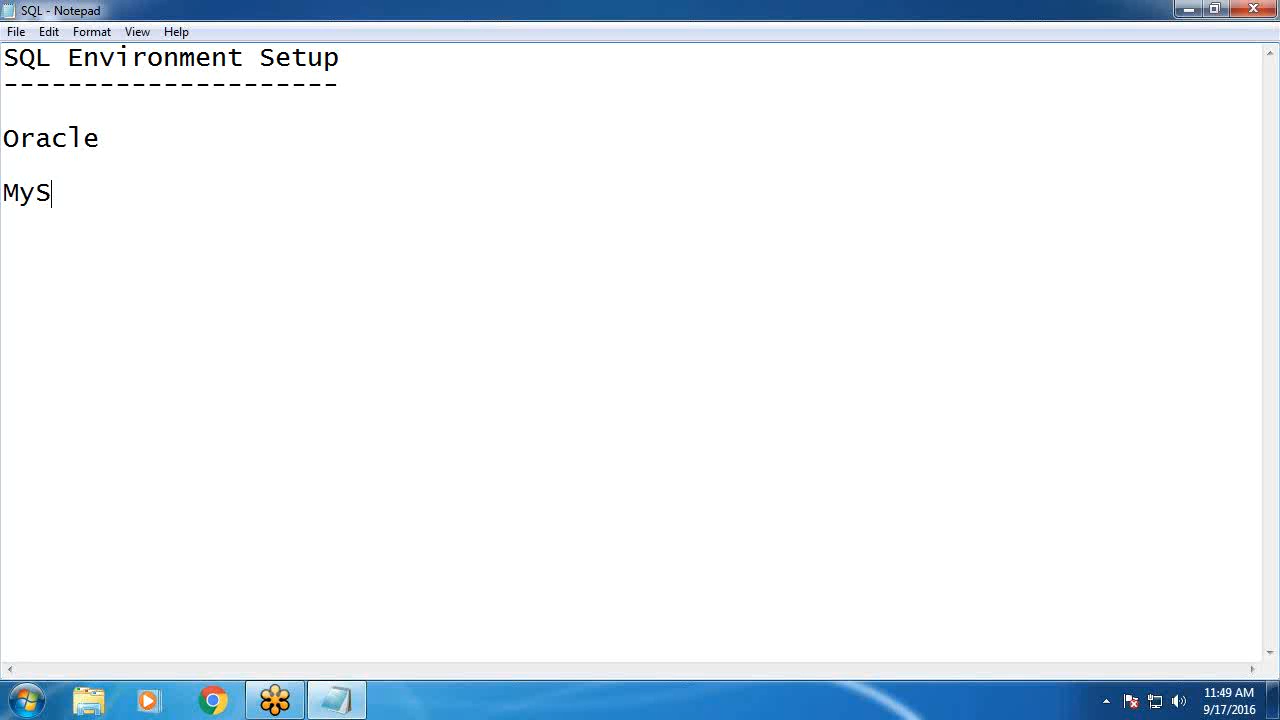 SQL - Notepad
File Edit Format View Help
SQL Environment Setup
---------------------
Oracle
MyS
11:49 AM
9/17/2016